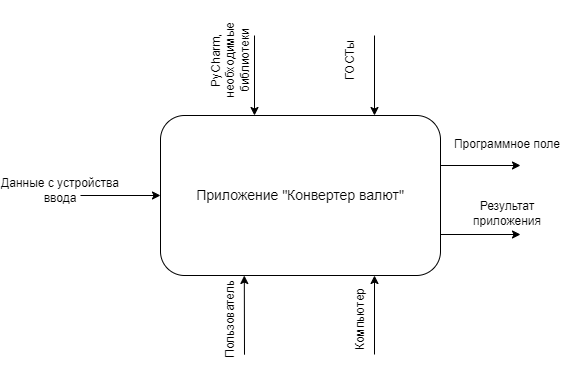 PyCharm,
необходимые
библиотеки
ГОСТы
Программное поле
Данные с устройства
ввода
Приложение "Конвертер валют"
Результат
приложения
Пользователь
Компьютер